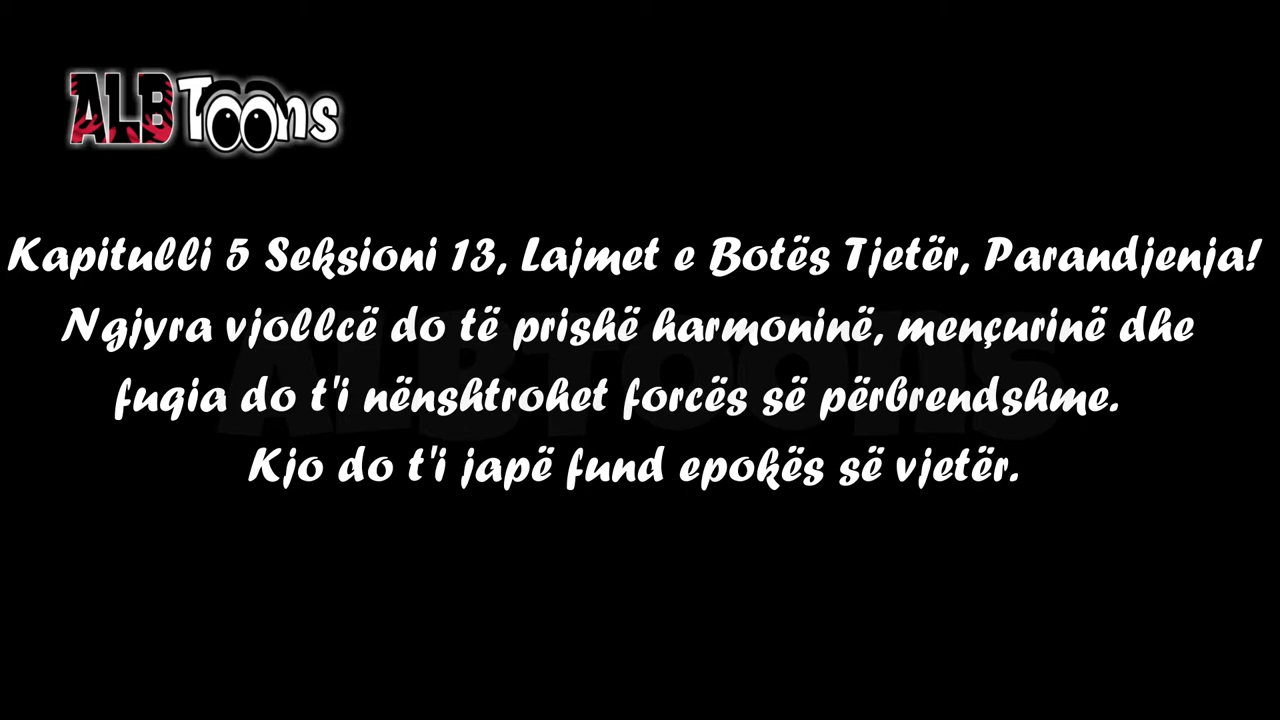 ALBToons
Kapitulli 5 Seksioni 13, Lajmet e Botës Tjetër, Parandjenja!
Ngjyra vjollcë do të prishë harmoninë, mençurinë dhe
fuqia do t'i nënshtrohet forcës së përbrendshme.
Kjo do t'i japë fund epokës së vjetër.
ALBToons